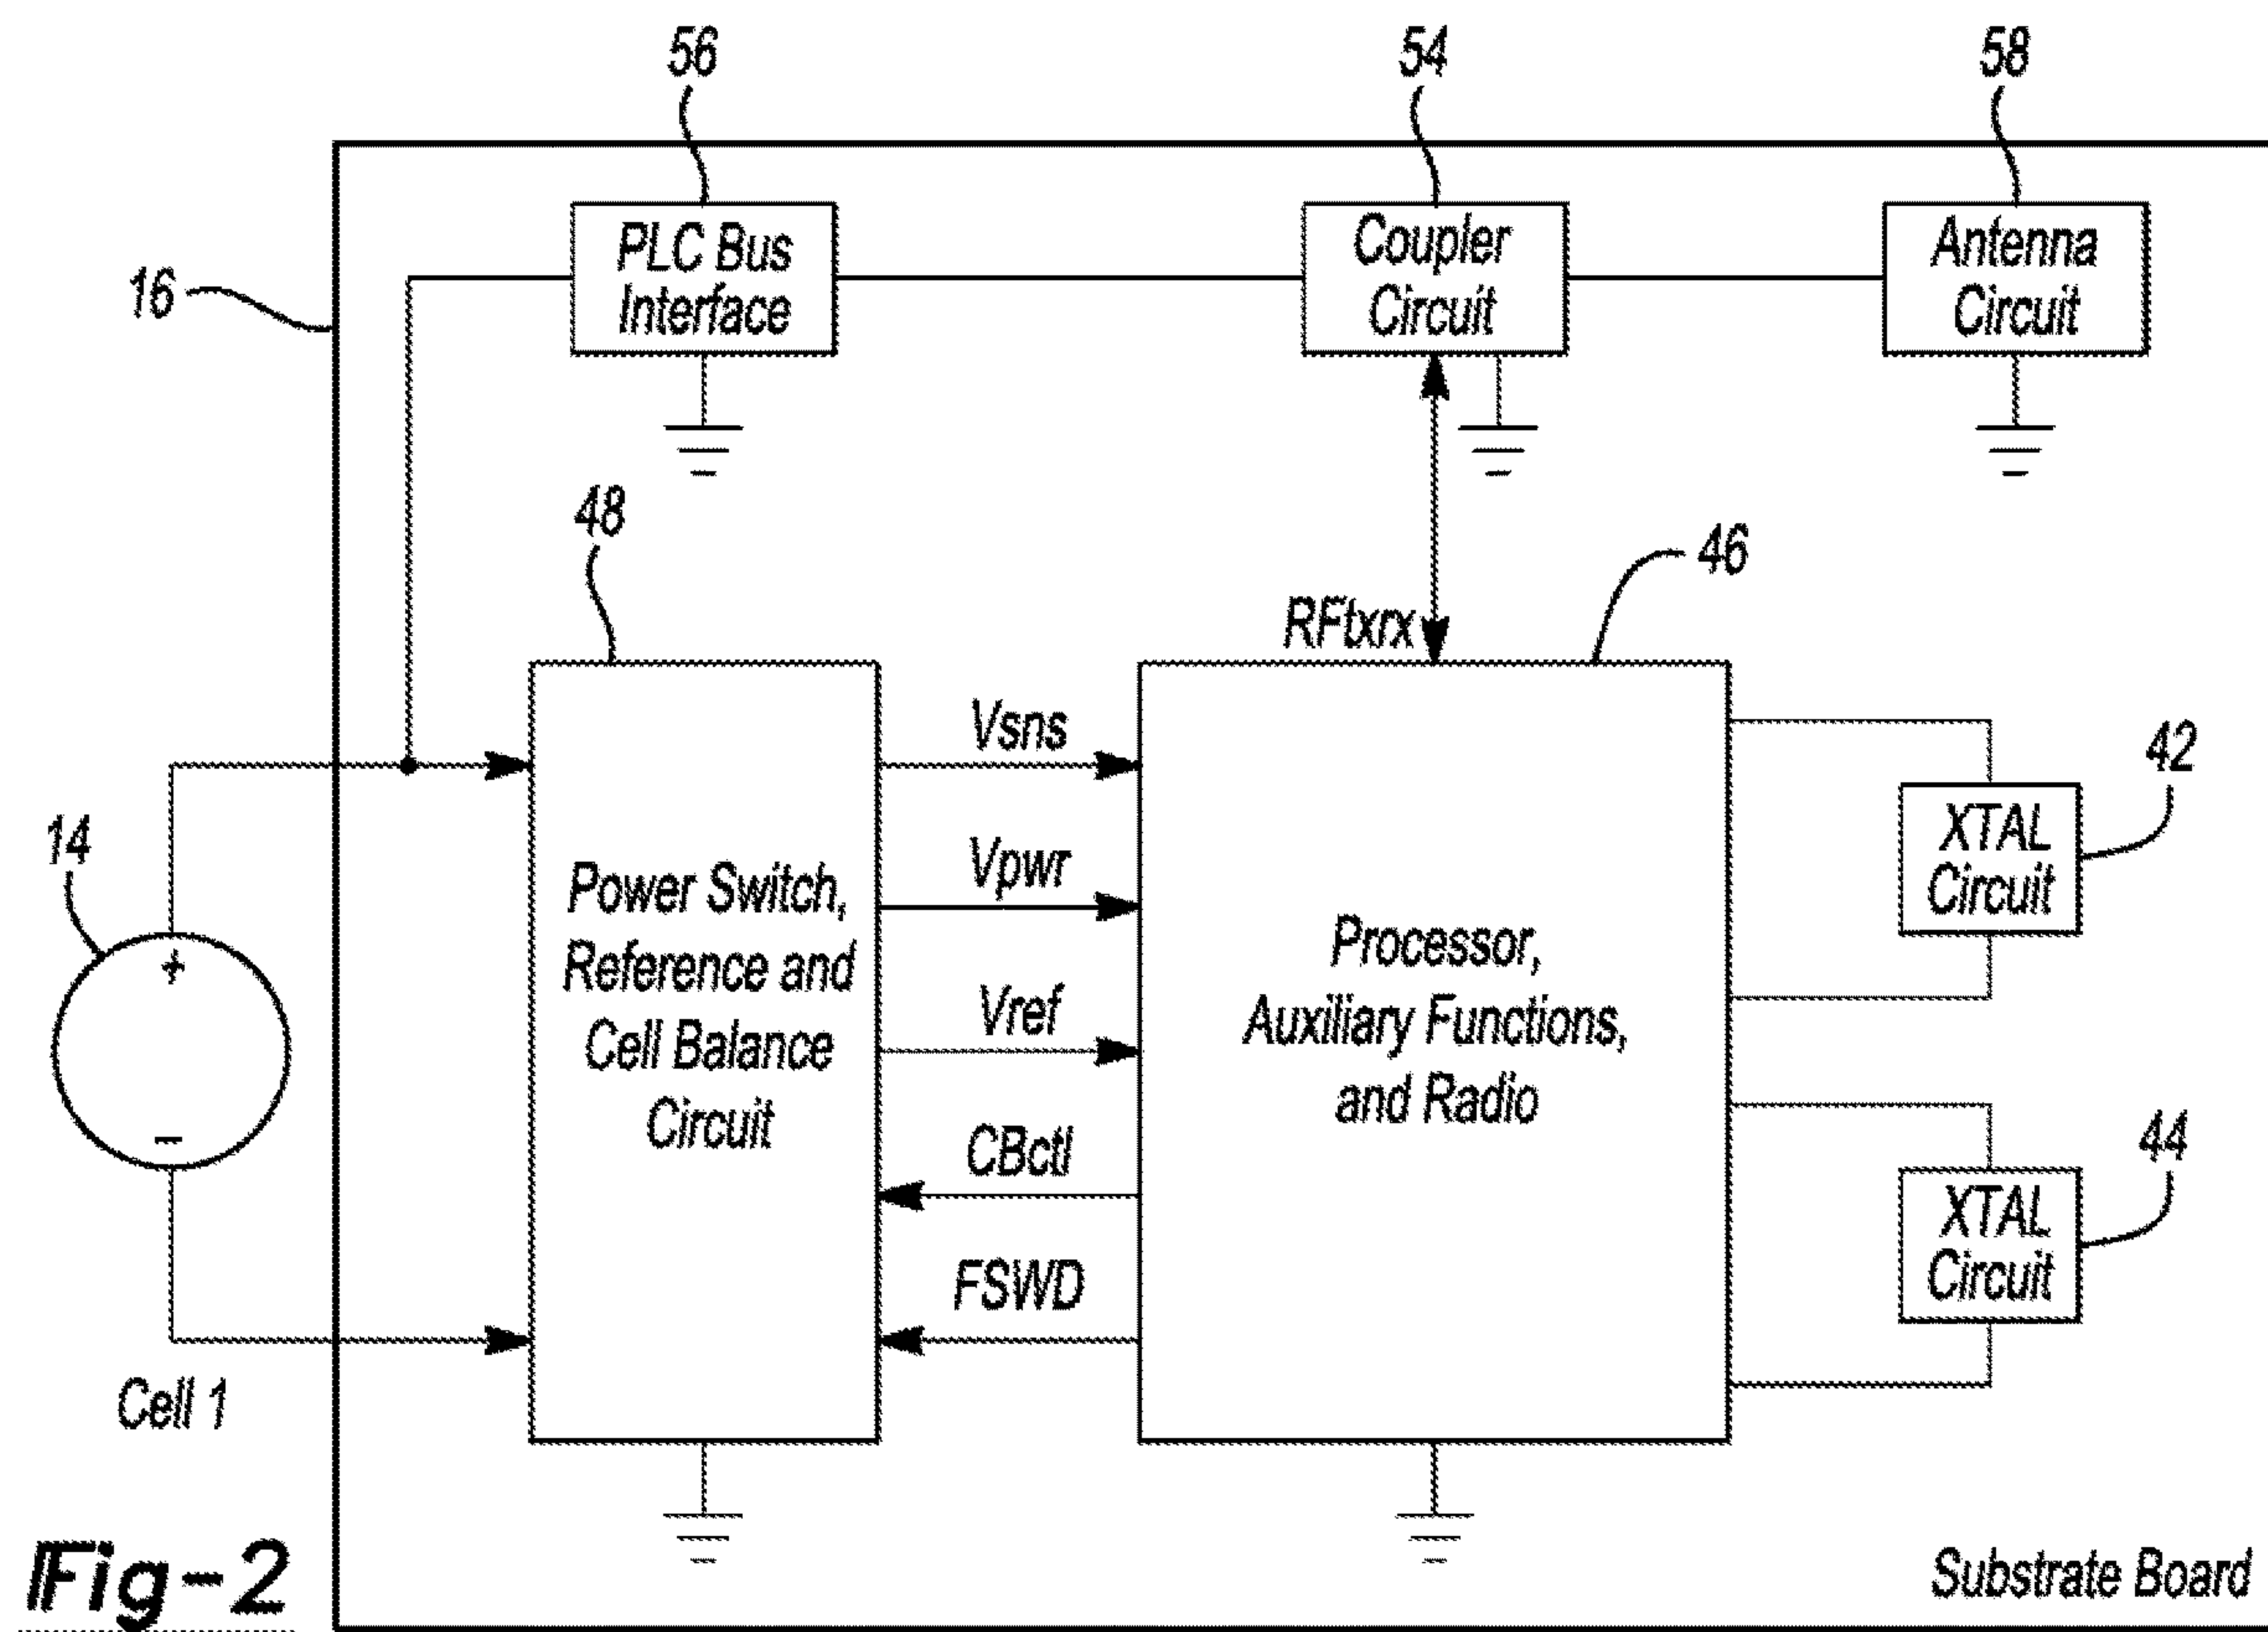 56
54
58
PLC Bus
Interface
Coupler
Circuit
Antenna
Circuit
16
48
46
RFtxrx
Vsns
42
14
Vpwr
XTAL
Circuit
+
Power Switch,
Reference and
Cell Balance
Circuit
Processor,
Auxiliary Functions,
and Radio
Vref
–
CBctl
44
XTAL
Circuit
FSWD
Cell 1
Fig-2
Substrate Board